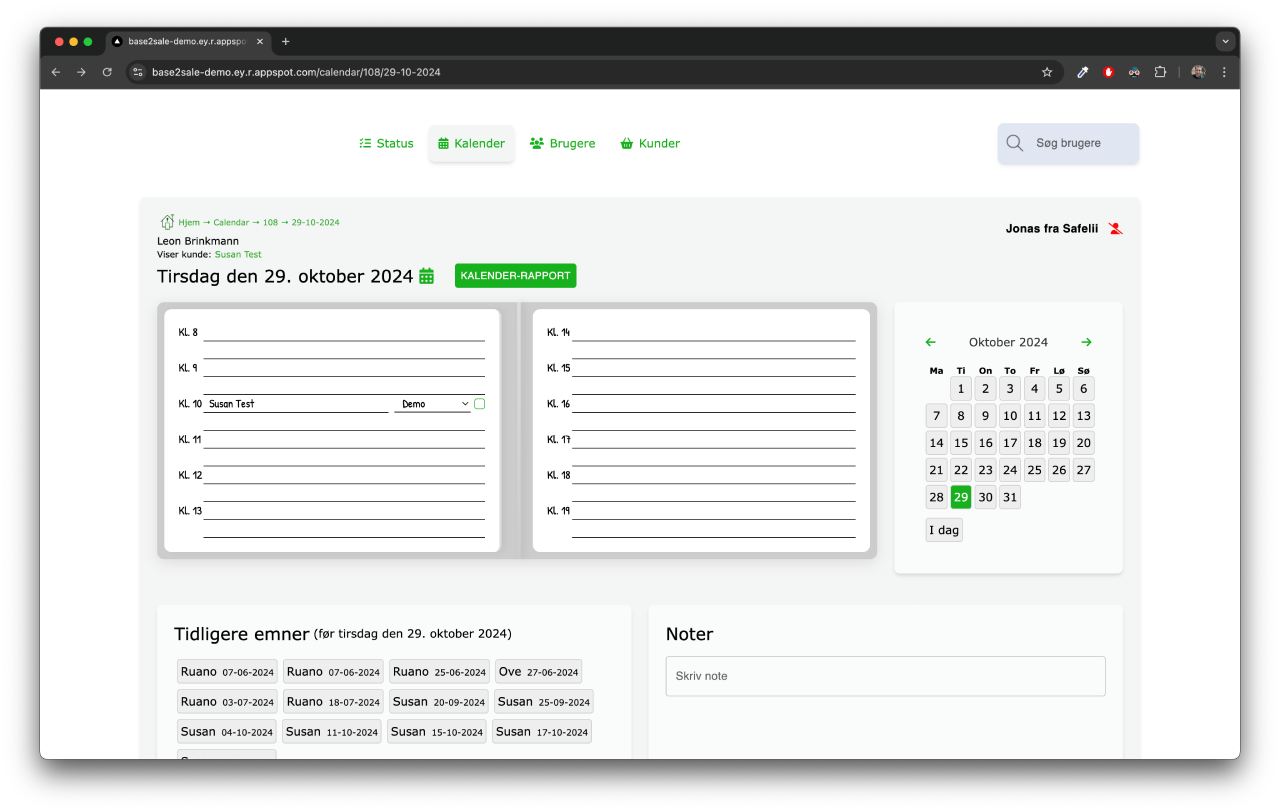 base2sale-demo.ey.r.appspo
base2sale-demo.ey.r.appspot.com/calendar/108/29-10-2024
Status Kalender Brugere Kunder
Søg brugere
Hjem → Calendar → 108 → 29-10-2024
Jonas fra Safelii
Leon Brinkmann
Viser kunde: Susan Test
Tirsdag den 29. oktober 2024
KALENDER-RAPPORT
Kl. 8
Kl. 9
Kl. 10 Susan Test Demo
Kl. 11
Kl. 12
Kl. 13
Kl. 14
Kl. 15
Kl. 16
Kl. 17
Kl. 18
Kl. 19
Oktober 2024
Ma Ti On To Fr Lø Sø
1 2 3 4 5 6
7 8 9 10 11 12 13
14 15 16 17 18 19 20
21 22 23 24 25 26 27
28 29 30 31
I dag
Tidligere emner (før tirsdag den 29. oktober 2024)
Ruano 07-06-2024 Ruano 07-06-2024 Ruano 25-06-2024 Ove 27-06-2024
Ruano 03-07-2024 Ruano 18-07-2024 Susan 20-09-2024 Susan 25-09-2024
Susan 04-10-2024 Susan 11-10-2024 Susan 15-10-2024 Susan 17-10-2024
Noter
Skriv note